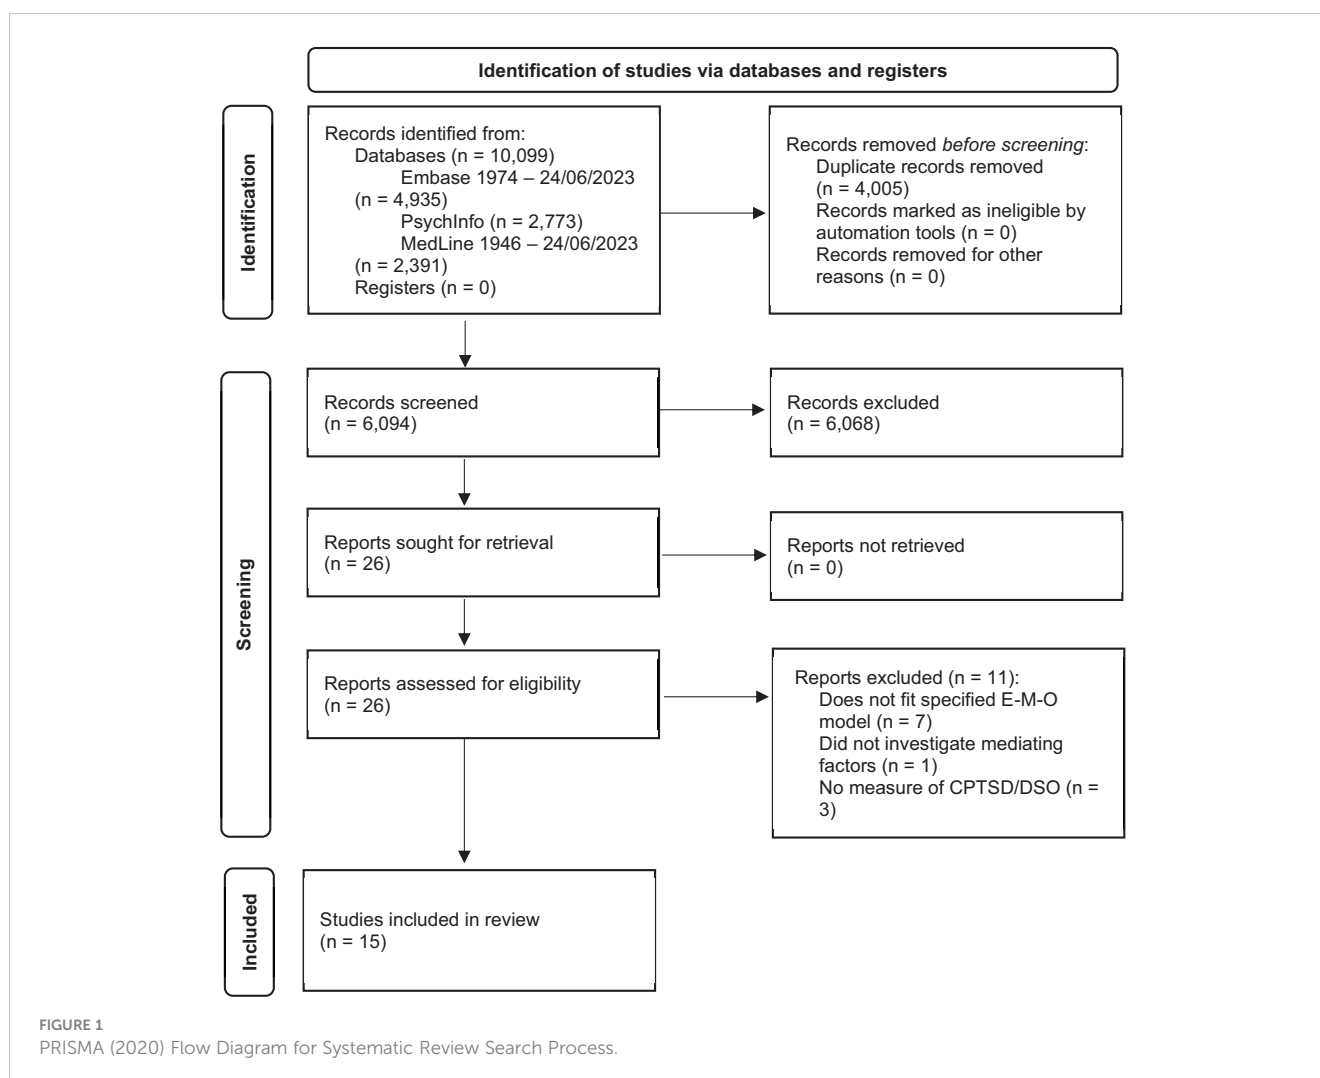 Identification of studies via databases and registers
Identification
Records identified from:
Databases (n = 10,099)
Embase 1974 – 24/06/2023
(n = 4,935)
PsychInfo (n = 2,773)
MedLine 1946 – 24/06/2023
(n = 2,391)
Registers (n = 0)
Records removed before screening:
Duplicate records removed
(n = 4,005)
Records marked as ineligible by
automation tools (n = 0)
Records removed for other
reasons (n = 0)
Screening
Records screened
(n = 6,094)
Records excluded
(n = 6,068)
Reports sought for retrieval
(n = 26)
Reports not retrieved
(n = 0)
Reports assessed for eligibility
(n = 26)
Reports excluded (n = 11):
Does not fit specified E-M-O
model (n = 7)
Did not investigate mediating
factors (n = 1)
No measure of CPTSD/DSO (n =
3)
Included
Studies included in review
(n = 15)
FIGURE 1
PRISMA (2020) Flow Diagram for Systematic Review Search Process.